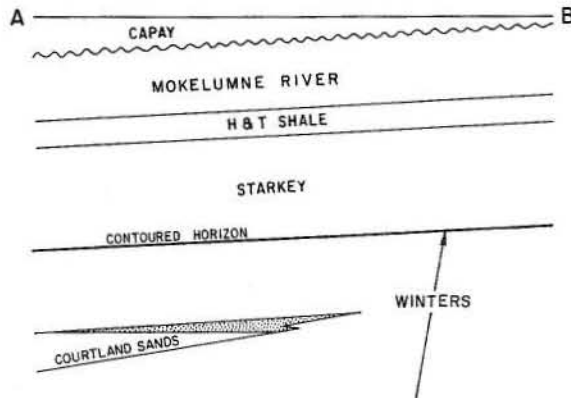 A B
CAPAY
MOKELUMNE RIVER
H & T SHALE
STARKEY
CONTOURED HORIZON
WINTERS
COURTLAND SANDS